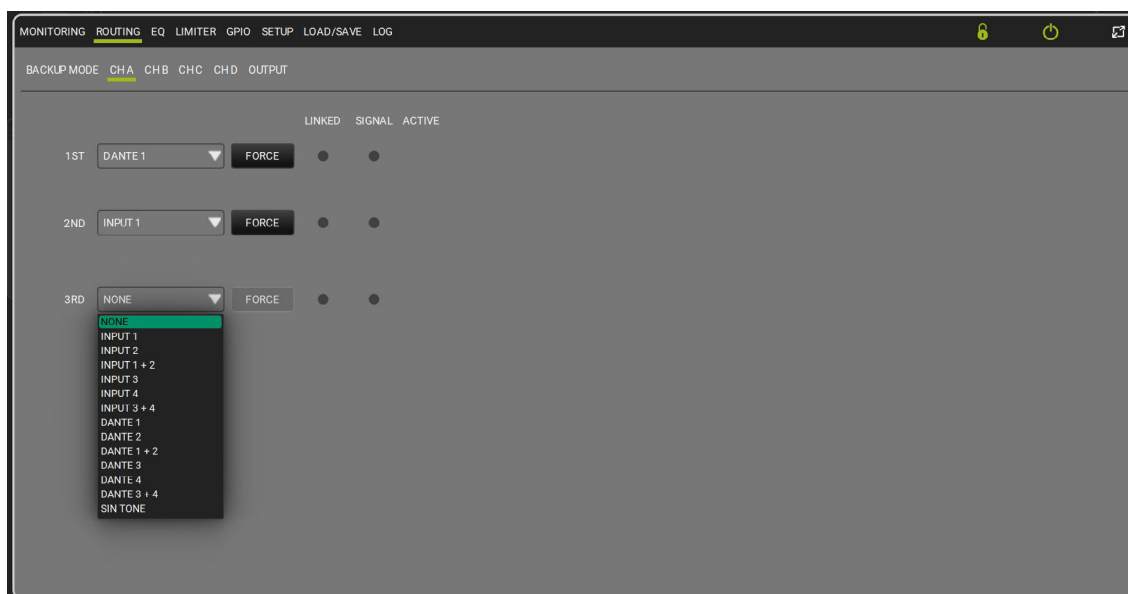 MONITORING ROUTING EQ LIMITER GPIO SETUP LOAD/SAVE LOG
BACKUP MODE CH A CH B CH C CH D OUTPUT
LINKED SIGNAL ACTIVE
1ST DANTE 1 FORCE
2ND INPUT 1 FORCE
3RD NONE FORCE
NONE
INPUT 1
INPUT 2
INPUT 1 + 2
INPUT 3
INPUT 4
INPUT 3 + 4
DANTE 1
DANTE 2
DANTE 1 + 2
DANTE 3
DANTE 4
DANTE 3 + 4
SIN TONE